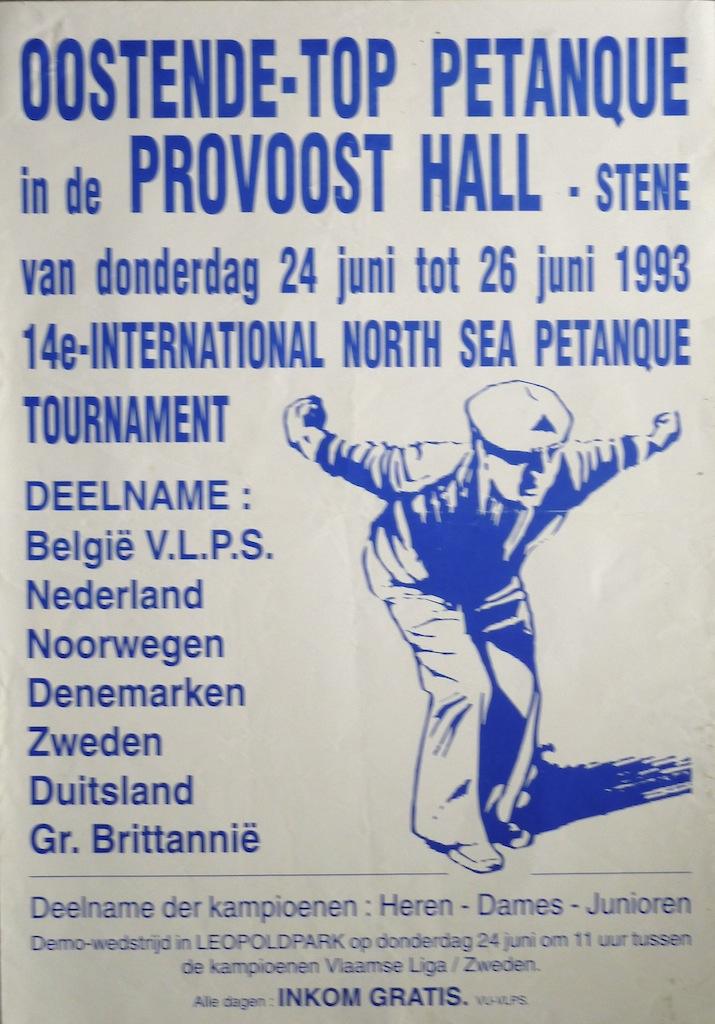 OOSTENDE-TOP PETANQUE
in de PROVOOST HALL - STENE
van donderdag 24 juni tot 26 juni 1993
14e-INTERNATIONAL NORTH SEA PETANQUE
TOURNAMENT
DEELNAME :
België V.L.P.S.
Nederland
Noorwegen
Denemarken
Zweden
Duitsland
Gr. Brittannië
Deelname der kampioenen : Heren - Dames - Junioren
Demo-wedstrijd in LEOPOLDPARK op donderdag 24 juni om 11 uur tussen
de kampioenen Vlaamse Liga / Zweden.
Alle dagen : INKOM GRATIS. VU-VLPS.